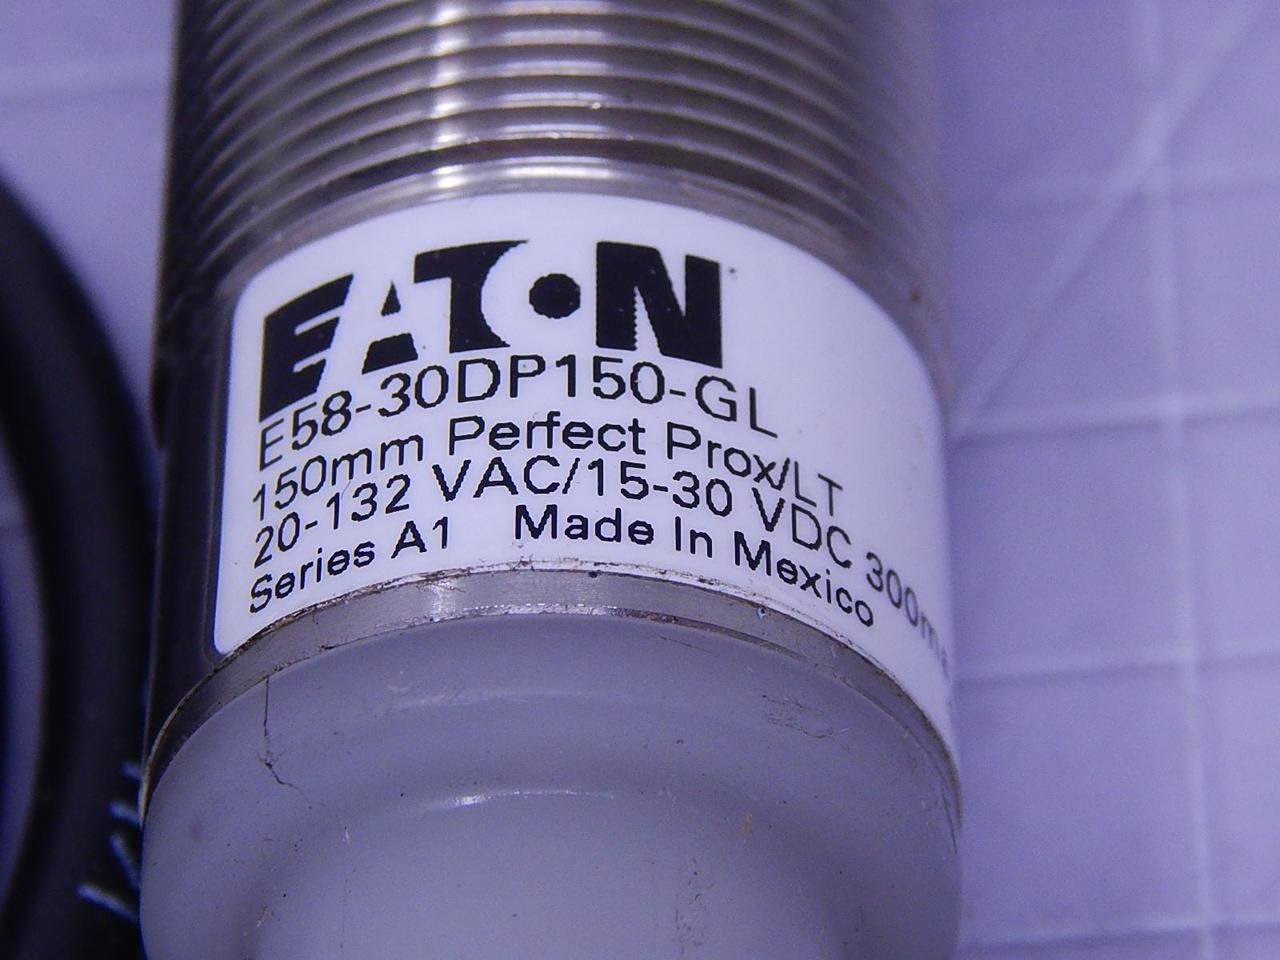 EATON
E58-30DP150-GL
150mm Perfect Prox/LT
20-132 VAC/15-30 VDC 300m
Series A1 Made In Mexico